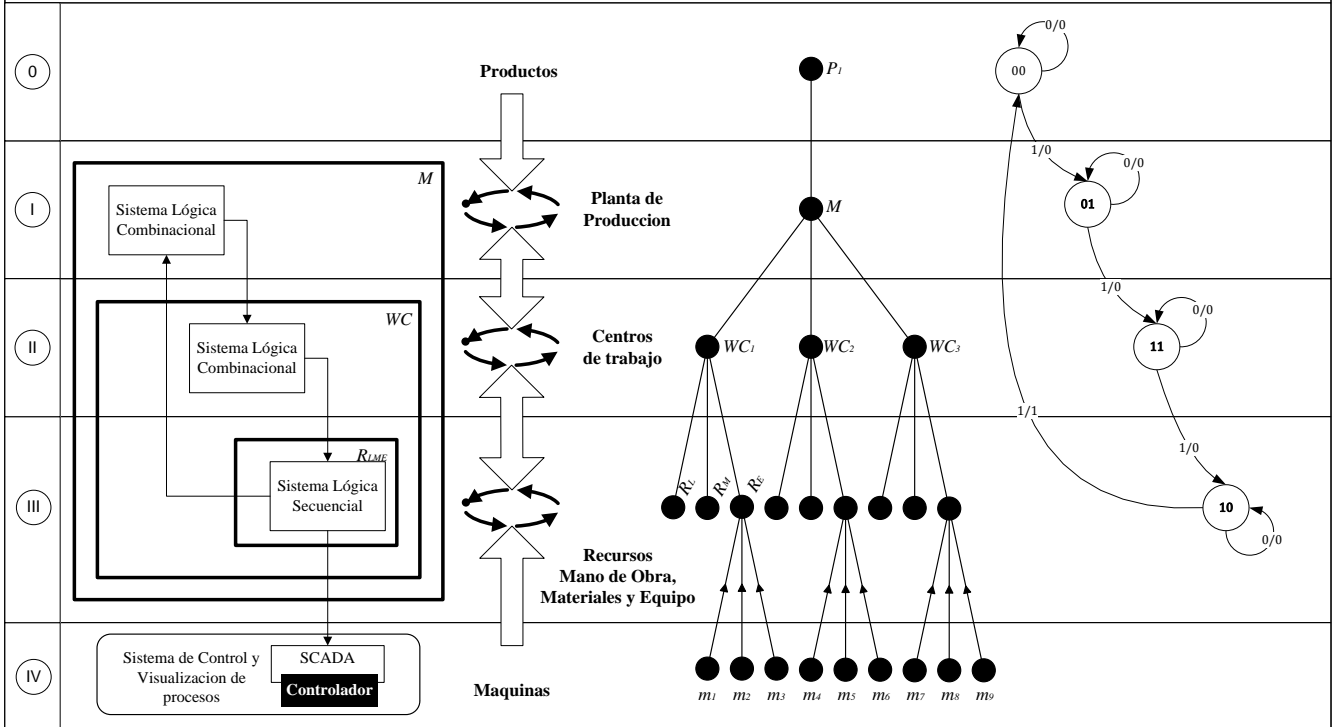 0
Productos
P1
00
0/0
1/0
I
M
Sistema Lógica
Combinacional
Planta de
Produccion
M
01
0/0
1/0
II
WC
Sistema Lógica
Combinacional
Centros
de trabajo
WC1
WC2
WC3
11
0/0
1/1
1/0
III
RLME
Sistema Lógica
Secuencial
RL
RM
RE
10
0/0
Recursos
Mano de Obra,
Materiales y Equipo
IV
Sistema de Control y
Visualizacion de
procesos
SCADA
Controlador
Maquinas
m1
m2
m3
m4
m5
m6
m7
m8
m9